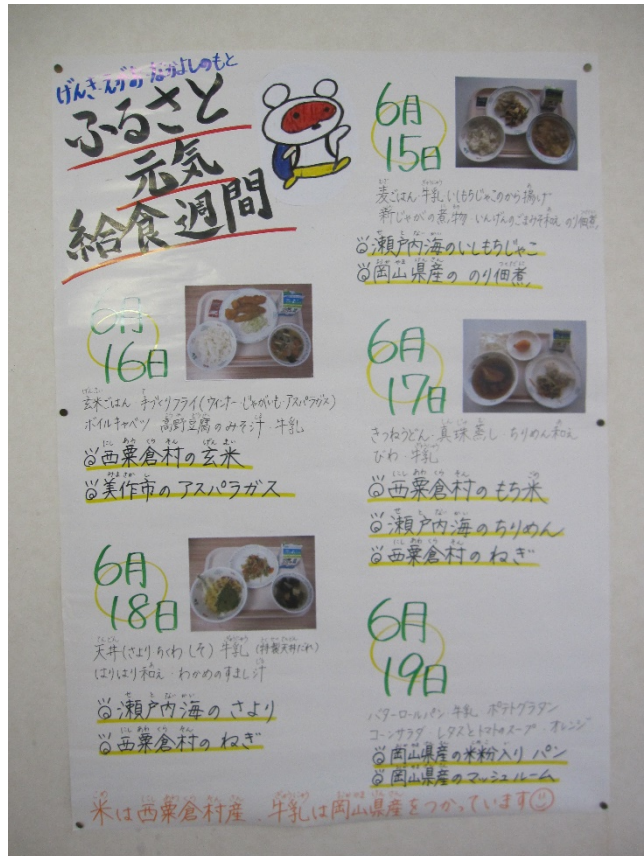 げんき・えがお・なかよしのもと
ふるさと
元気
給食週間
6月
15日
麦ごはん・牛乳 いしもちじゃこのから揚げ
新じゃがの煮物 いんげんのごまみそ和え のり佃煮
瀬戸内海のいしもちじゃこ
岡山県産の のり佃煮
6月
16日
玄米ごはん・手づくりフライ(ウインナー・じゃがいも・アスパラガス)
ボイルキャベツ 高野豆腐のみそ汁・牛乳
西粟倉村の玄米
美作市のアスパラガス
6月
17日
きつねうどん・真珠蒸し・ちりめん和え
びわ・牛乳
西粟倉村のもち米
瀬戸内海のちりめん
西粟倉村のねぎ
6月
18日
天丼(さより ちくわ しそ) 牛乳 (特製天丼だれ)
はりはり和え・わかめのすまし汁
瀬戸内海の さより
西粟倉村の ねぎ
6月
19日
バターロールパン 牛乳 ポテトグラタン
コーンサラダ レタスとトマトのスープ・オレンジ
岡山県産の米粉入り パン
岡山県産のマッシュルーム
米は西粟倉村産、牛乳は岡山県産をつかっています